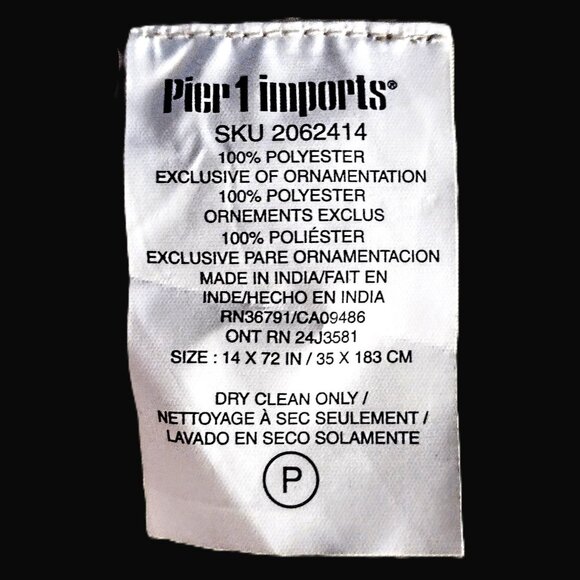 Pier 1 imports®
SKU 2062414
100% POLYESTER
EXCLUSIVE OF ORNAMENTATION
100% POLYESTER
ORNEMENTS EXCLUS
100% POLIÉSTER
EXCLUSIVE PARE ORNAMENTACION
MADE IN INDIA/FAIT EN
INDE/HECHO EN INDIA
RN36791/CA09486
ONT RN 24J3581
SIZE : 14 X 72 IN / 35 X 183 CM
DRY CLEAN ONLY /
NETTOYAGE À SEC SEULEMENT /
LAVADO EN SECO SOLAMENTE
P